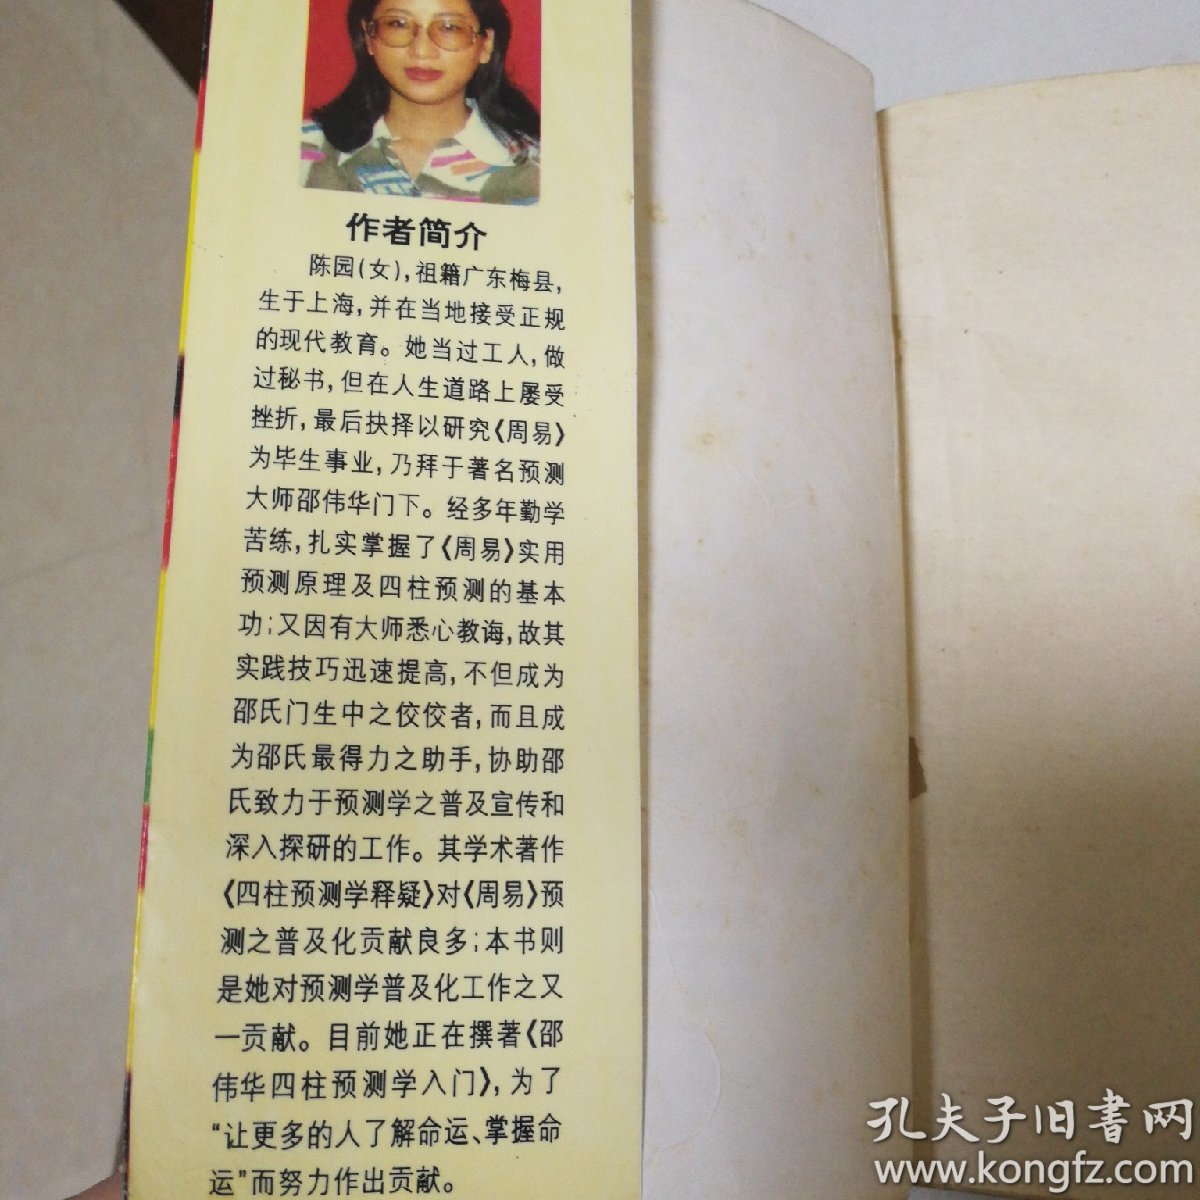 作者简介
陈园(女),祖籍广东梅县,
生于上海,并在当地接受正规
的现代教育。她当过工人,做
过秘书,但在人生道路上屡受
挫折,最后抉择以研究《周易》
为毕生事业,乃拜于著名预测
大师邵伟华门下。经多年勤学
苦练,扎实掌握了《周易》实用
预测原理及四柱预测的基本
功;又因有大师悉心教诲,故其
实践技巧迅速提高,不但成为
邵氏门生中之佼佼者,而且成
为邵氏最得力之助手,协助邵
氏致力于预测学之普及宣传和
深入探研的工作。其学术著作
《四柱预测学释疑》对《周易》预
测之普及化贡献良多;本书则
是她对预测学普及化工作之又
一贡献。目前她正在撰著《邵
伟华四柱预测学入门》,为了
“让更多的人了解命运、掌握命
运”而努力作出贡献。
孔夫子旧書网
www.kongfz.com